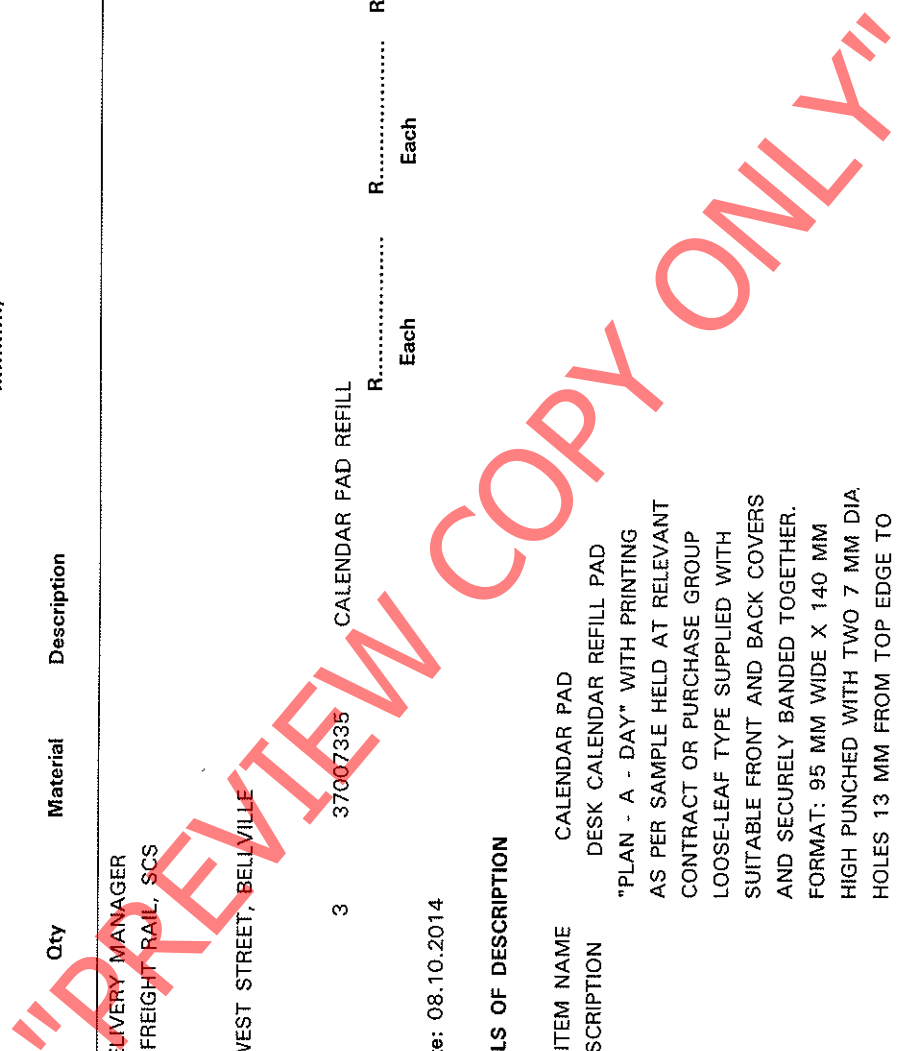 Qty Material Description
ELIVERY MANAGER
FREIGHT RAIL, SCS
WEST STREET, BELLVILLE
3 37007335 CALENDAR PAD REFILL
R.................. R.................. R
Each Each
te: 08.10.2014
LS OF DESCRIPTION
ITEM NAME CALENDAR PAD
SCRIPTION DESK CALENDAR REFILL PAD
"PLAN - A - DAY" WITH PRINTING
AS PER SAMPLE HELD AT RELEVANT
CONTRACT OR PURCHASE GROUP
LOOSE-LEAF TYPE SUPPLIED WITH
SUITABLE FRONT AND BACK COVERS
AND SECURELY BANDED TOGETHER.
FORMAT: 95 MM WIDE X 140 MM
HIGH PUNCHED WITH TWO 7 MM DIA.
HOLES 13 MM FROM TOP EDGE TO
"PREVIEW COPY ONLY"